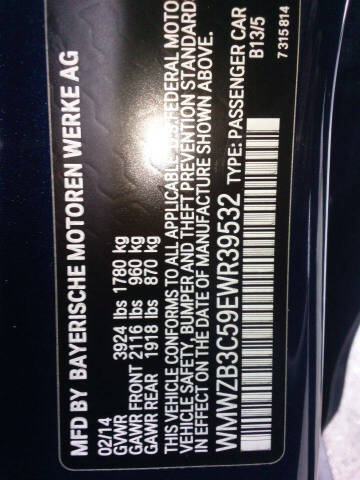 MFD BY BAYERISCHE MOTOREN WERKE AG
02/14
GVWR 3924 lbs 1780 kg
GAWR FRONT 2116 lbs 960 kg
GAWR REAR 1918 lbs 870 kg
THIS VEHICLE CONFORMS TO ALL APPLICABLE U.S. FEDERAL MOTO
VEHICLE SAFETY, BUMPER AND THEFT PREVENTION STANDARD
IN EFFECT ON THE DATE OF MANUFACTURE SHOWN ABOVE.
WMWZB3C59EWR39532 TYPE: PASSENGER CAR
B13/5
7 315 814